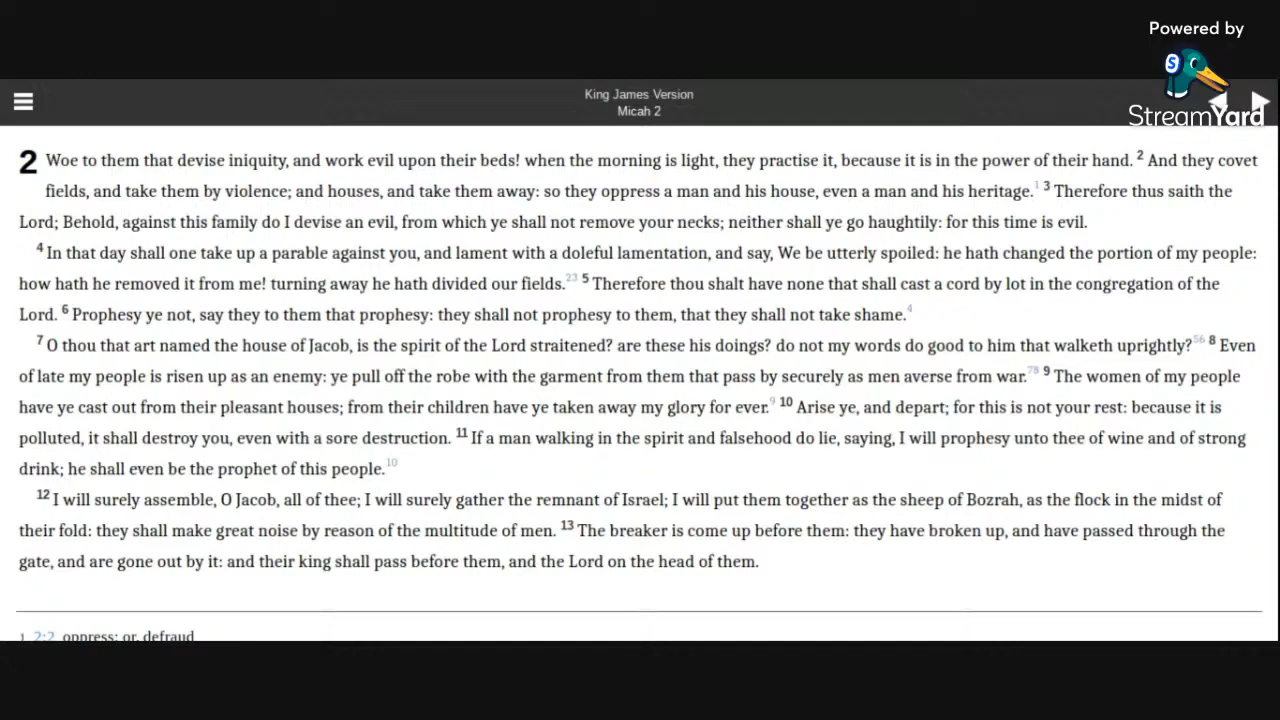 Powered by
StreamYard
King James Version
Micah 2
2 Woe to them that devise iniquity, and work evil upon their beds! when the morning is light, they practise it, because it is in the power of their hand. 2 And they covet
fields, and take them by violence; and houses, and take them away: so they oppress a man and his house, even a man and his heritage.1 3 Therefore thus saith the
Lord; Behold, against this family do I devise an evil, from which ye shall not remove your necks; neither shall ye go haughtily: for this time is evil.
4 In that day shall one take up a parable against you, and lament with a doleful lamentation, and say, We be utterly spoiled: he hath changed the portion of my people:
how hath he removed it from me! turning away he hath divided our fields.23 5 Therefore thou shalt have none that shall cast a cord by lot in the congregation of the
Lord. 6 Prophesy ye not, say they to them that prophesy: they shall not prophesy to them, that they shall not take shame.4
7 O thou that art named the house of Jacob, is the spirit of the Lord straitened? are these his doings? do not my words do good to him that walketh uprightly?56 8 Even
of late my people is risen up as an enemy: ye pull off the robe with the garment from them that pass by securely as men averse from war.78 9 The women of my people
have ye cast out from their pleasant houses; from their children have ye taken away my glory for ever.9 10 Arise ye, and depart; for this is not your rest: because it is
polluted, it shall destroy you, even with a sore destruction. 11 If a man walking in the spirit and falsehood do lie, saying, I will prophesy unto thee of wine and of strong
drink; he shall even be the prophet of this people.10
12 I will surely assemble, O Jacob, all of thee; I will surely gather the remnant of Israel; I will put them together as the sheep of Bozrah, as the flock in the midst of
their fold: they shall make great noise by reason of the multitude of men. 13 The breaker is come up before them: they have broken up, and have passed through the
gate, and are gone out by it: and their king shall pass before them, and the Lord on the head of them.
1 2:2 oppress: or, defraud